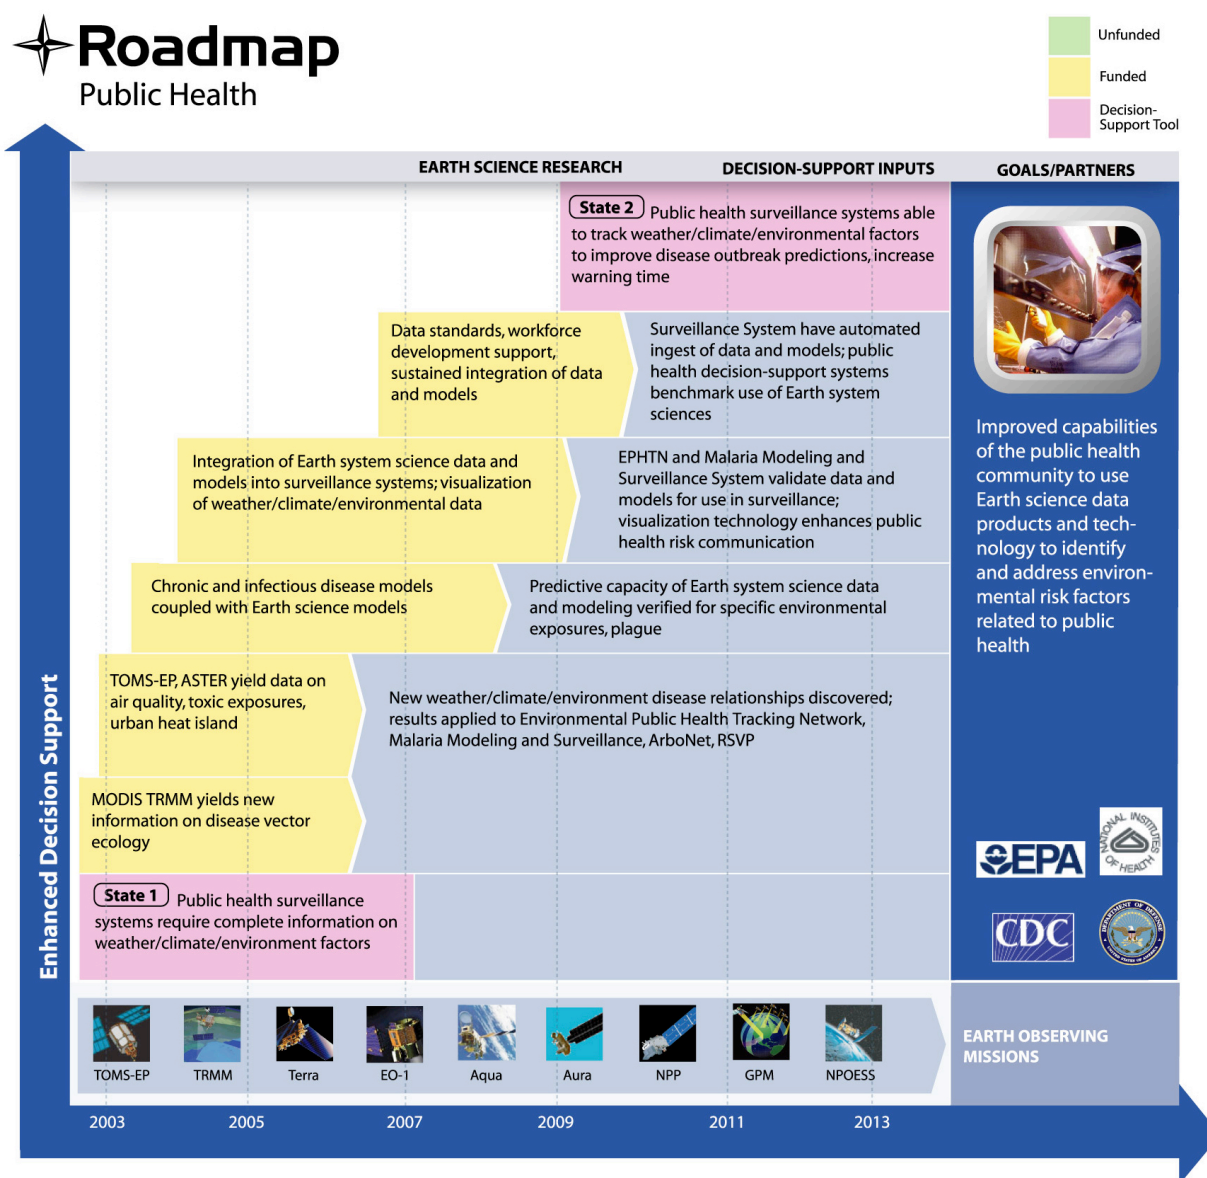 Roadmap
Public Health
Unfunded
Funded
Decision-
Support Tool
EARTH SCIENCE RESEARCH
DECISION-SUPPORT INPUTS
GOALS/PARTNERS
State 2 Public health surveillance systems able
to track weather/climate/environmental factors
to improve disease outbreak predictions, increase
warning time
Data standards, workforce
development support,
sustained integration of data
and models
Surveillance System have automated
ingest of data and models; public
health decision-support systems
benchmark use of Earth system
sciences
Integration of Earth system science data and
models into surveillance systems; visualization
of weather/climate/environmental data
EPHTN and Malaria Modeling and
Surveillance System validate data and
models for use in surveillance;
visualization technology enhances public
health risk communication
Chronic and infectious disease models
coupled with Earth science models
Predictive capacity of Earth system science data
and modeling verified for specific environmental
exposures, plague
TOMS-EP, ASTER yield data on
air quality, toxic exposures,
urban heat island
New weather/climate/environment disease relationships discovered;
results applied to Environmental Public Health Tracking Network,
Malaria Modeling and Surveillance, ArboNet, RSVP
MODIS TRMM yields new
information on disease vector
ecology
State 1 Public health surveillance
systems require complete information on
weather/climate/environment factors
Improved capabilities
of the public health
community to use
Earth science data
products and tech-
nology to identify
and address environ-
mental risk factors
related to public
health
EPA
NATIONAL INSTITUTES
OF HEALTH
CDC
DEPARTMENT OF DEFENSE
UNITED STATES OF AMERICA
Enhanced Decision Support
TOMS-EP
TRMM
Terra
EO-1
Aqua
Aura
NPP
GPM
NPOESS
EARTH OBSERVING
MISSIONS
2003
2005
2007
2009
2011
2013